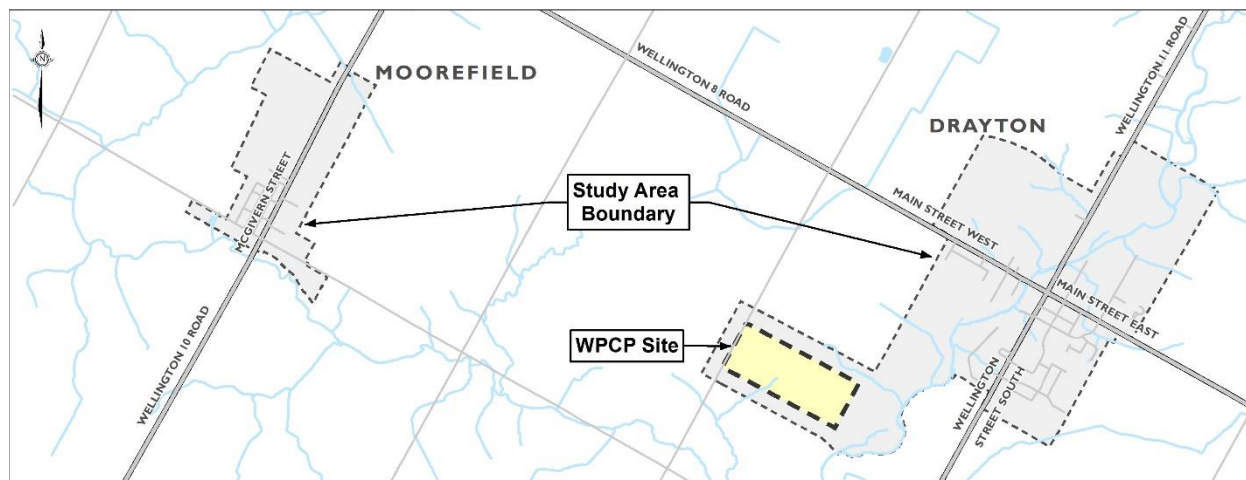 N
MOOREFIELD
WELLINGTON 8 ROAD
WELLINGTON 11 ROAD
DRAYTON
Study Area
Boundary
MCGIVERN STREET
MAIN STREET WEST
MAIN STREET EAST
WPCP Site
WELLINGTON 10 ROAD
WELLINGTON
STREET SOUTH